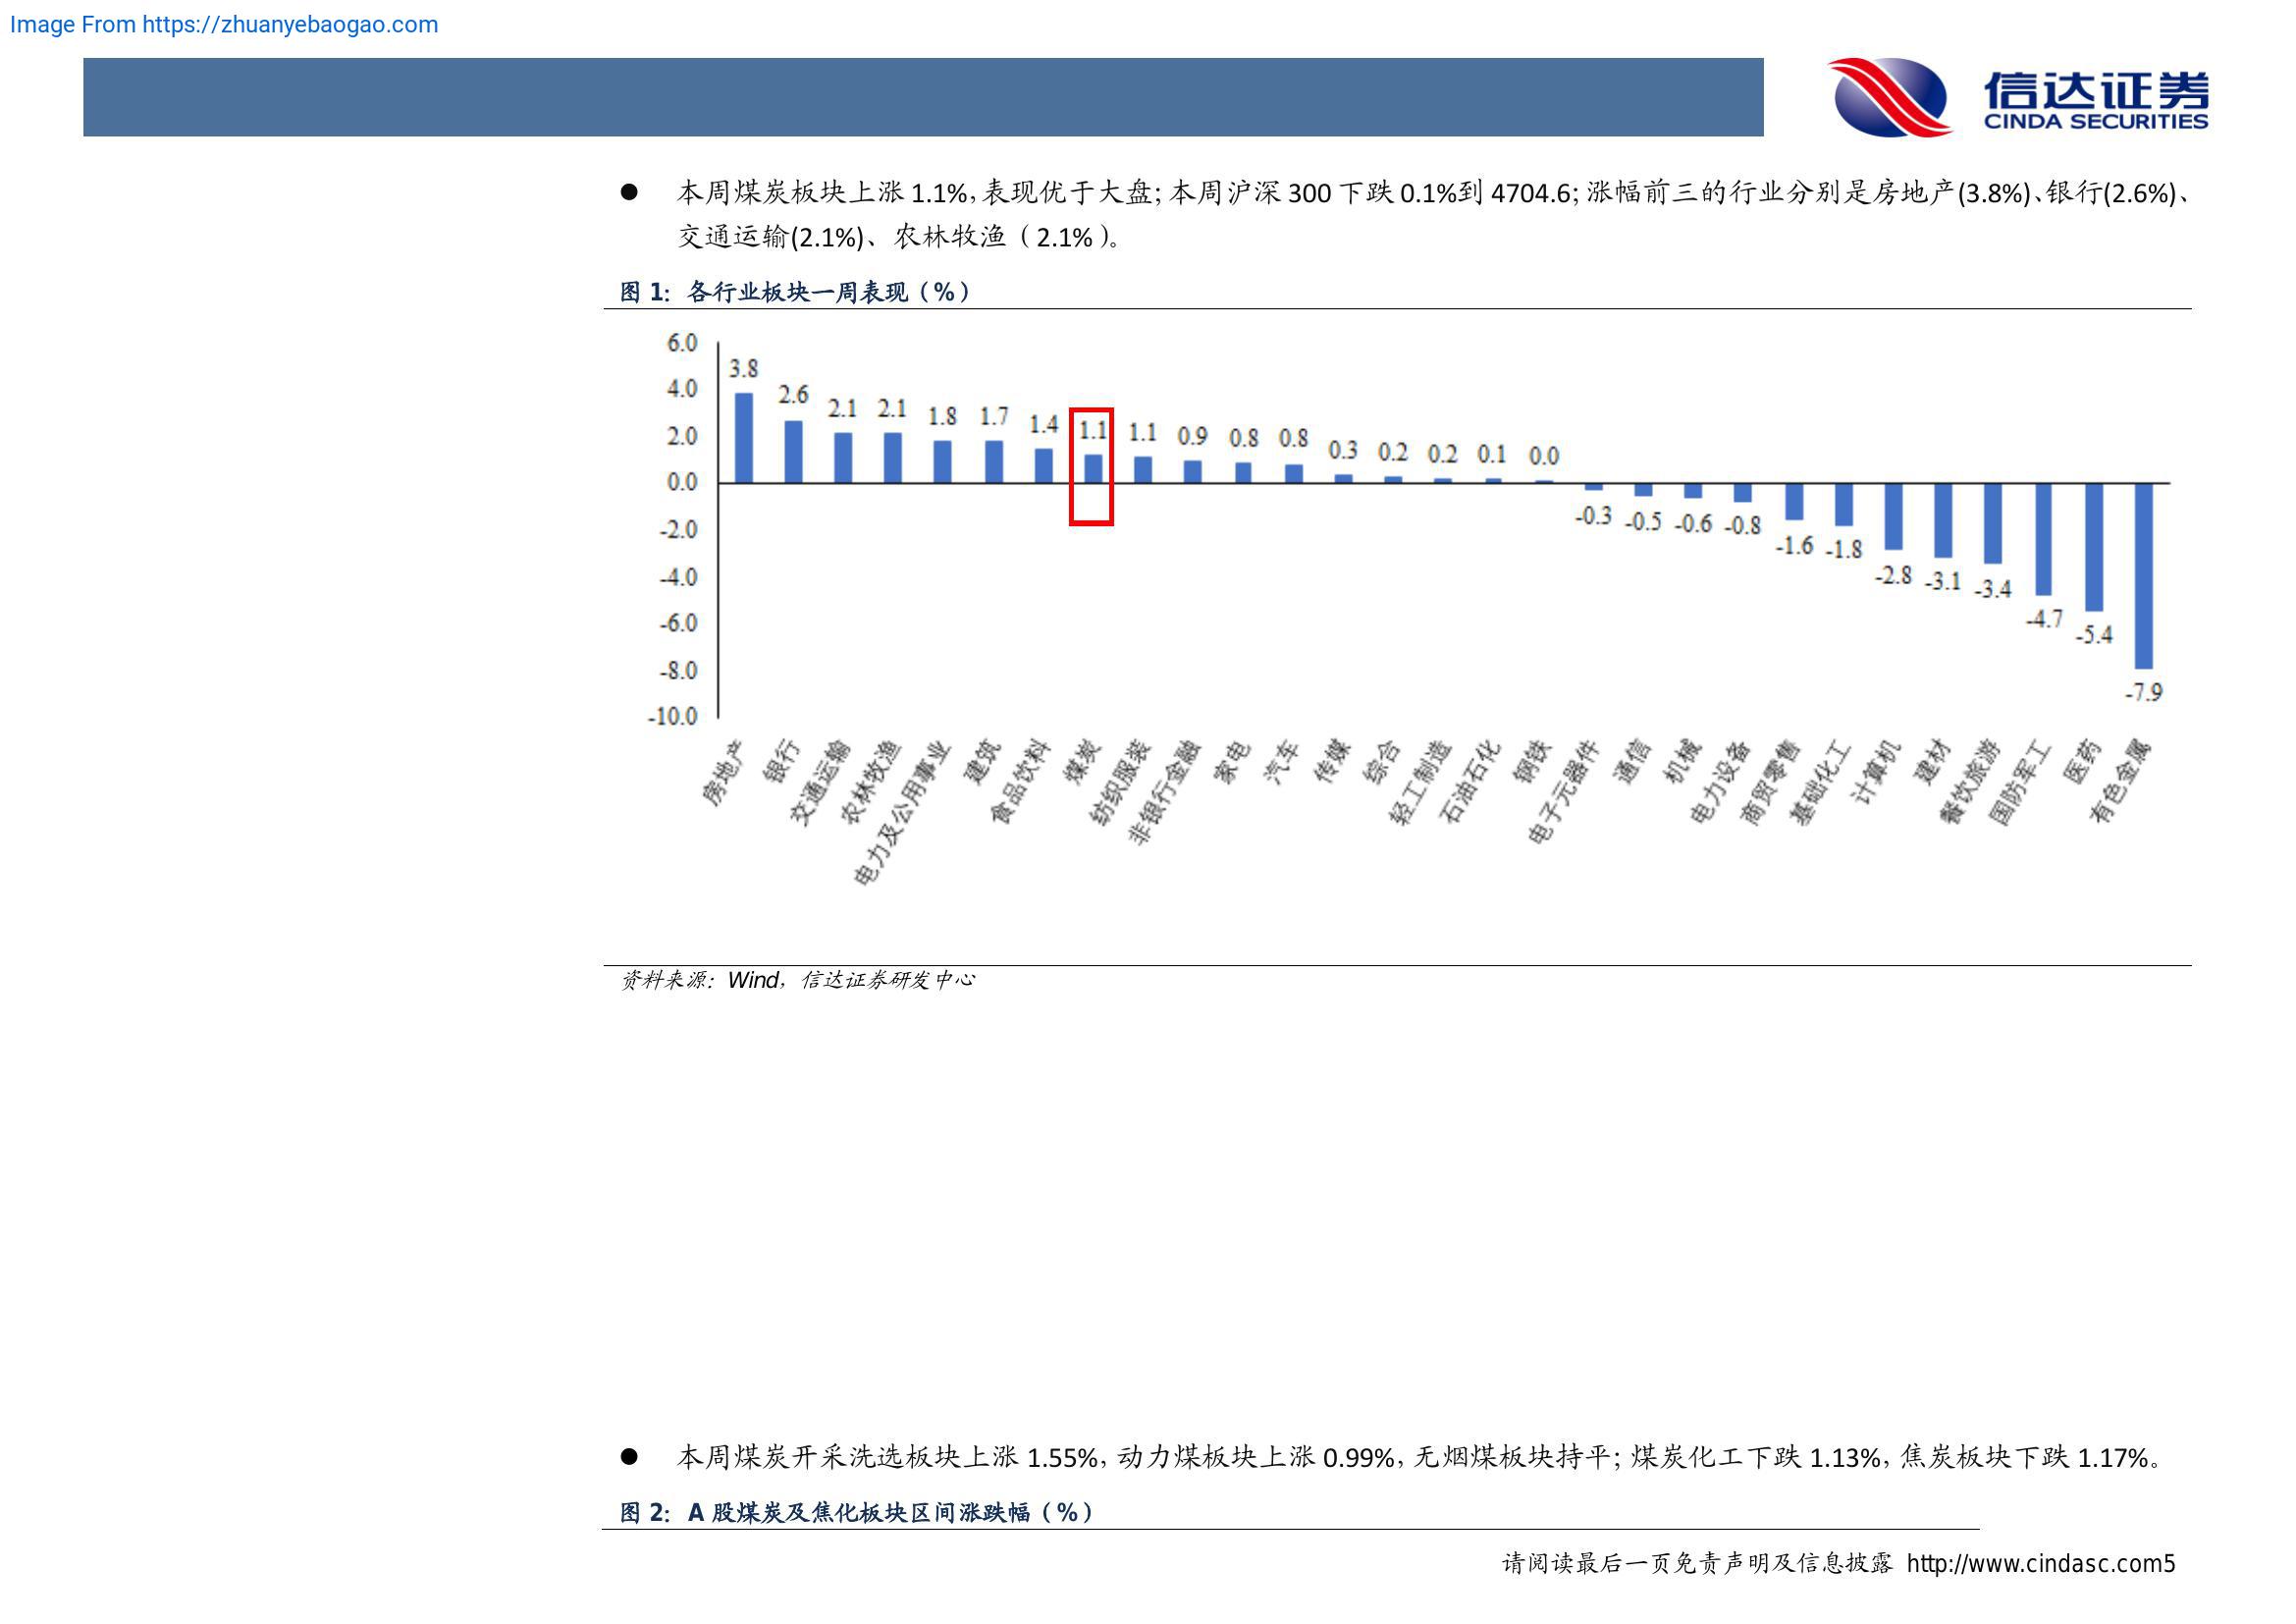 Image From https://zhuanyebaogao.com
信达证券
CINDA SECURITIES
● 本周煤炭板块上涨 1.1%，表现优于大盘；本周沪深 300 下跌 0.1%到 4704.6；涨幅前三的行业分别是房地产(3.8%)、银行(2.6%)、
交通运输(2.1%)、农林牧渔（2.1%）。
图 1：各行业板块一周表现（%）
6.0
4.0
2.0
0.0
-2.0
-4.0
-6.0
-8.0
-10.0
3.8 2.6 2.1 2.1 1.8 1.7 1.4 1.1 1.1 0.9 0.8 0.8 0.3 0.2 0.2 0.1 0.0 -0.3 -0.5 -0.6 -0.8 -1.6 -1.8 -2.8 -3.1 -3.4 -4.7 -5.4 -7.9
房地产 银行 交通运输 农林牧渔 电力及公用事业 建筑 食品饮料 煤炭 纺织服装 非银行金融 家电 汽车 传媒 综合 轻工制造 石油石化 钢铁 电子元器件 通信 机械 电力设备 商贸零售 基础化工 计算机 建材 餐饮旅游 国防军工 医药 有色金属
资料来源：Wind，信达证券研发中心
● 本周煤炭开采洗选板块上涨 1.55%，动力煤板块上涨 0.99%，无烟煤板块持平；煤炭化工下跌 1.13%，焦炭板块下跌 1.17%。
图 2：A 股煤炭及焦化板块区间涨跌幅（%）
请阅读最后一页免责声明及信息披露 http://www.cindasc.com5